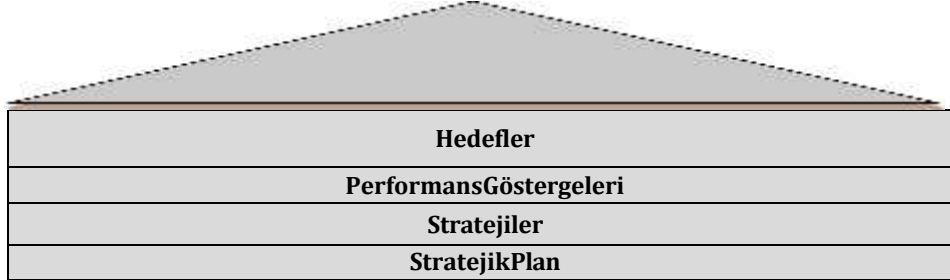 Hedefler
PerformansGöstergeleri
Stratejiler
StratejikPlan